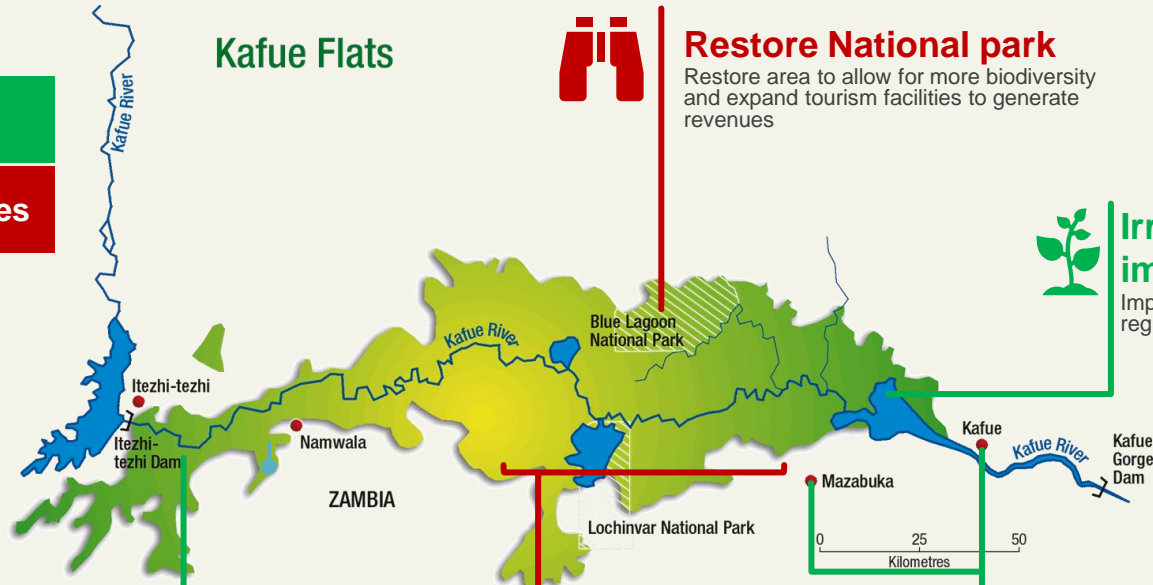 Kafue Flats
Restore National park
Restore area to allow for more biodiversity
and expand tourism facilities to generate
revenues
es
Kafue River
Irr
im
Imp
reg
Blue Lagoon
National Park
Kafue River
Itezhi-tezhi
Itezhi-
tezhi Dam
Namwala
ZAMBIA
Lochinvar National Park
Mazabuka
Kafue
Kafue River
Kafue
Gorge
Dam
0 25 50
Kilometres